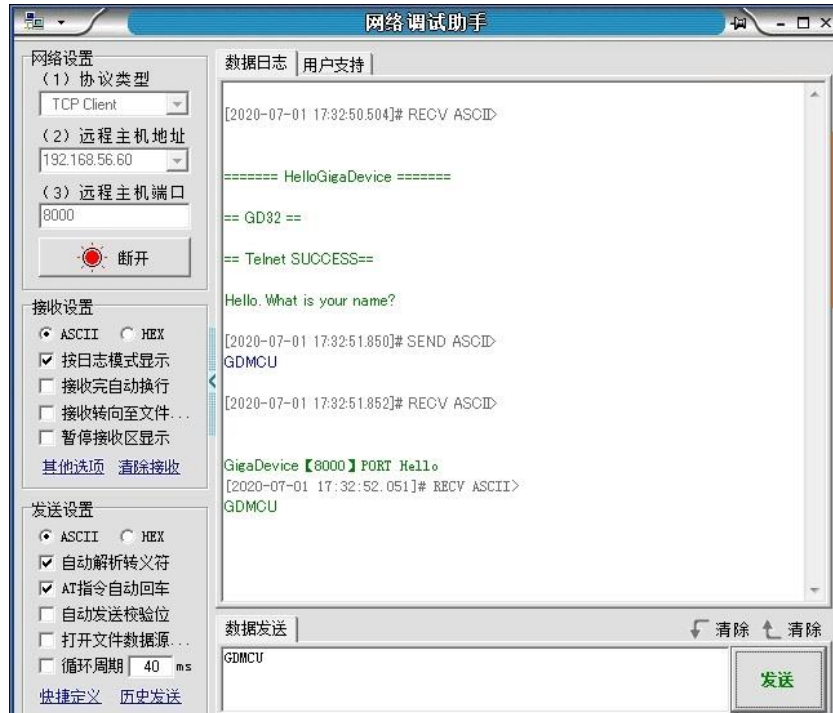 网络调试助手
网络设置
(1) 协议类型
TCP Client
(2) 远程主机地址
192.168.56.60
(3) 远程主机端口
8000
断开
接收设置
ASCII HEX
按日志模式显示
接收完自动换行
接收转向至文件...
暂停接收区显示
其他选项 清除接收
发送设置
ASCII HEX
自动解析转义符
AT指令自动回车
自动发送校验位
打开文件数据源...
循环周期 40 ms
快捷定义 历史发送
数据日志 用户支持
[2020-07-01 17:32:50.504]# RECV ASCII>
======= HelloGigaDevice =======
== GD32 ==
== Telnet SUCCESS==
Hello. What is your name?
[2020-07-01 17:32:51.850]# SEND ASCII>
GDMCU
[2020-07-01 17:32:51.852]# RECV ASCII>
GigaDevice【8000】PORT Hello
[2020-07-01 17:32:52.051]# RECV ASCII>
GDMCU
数据发送 清除 清除
GDMCU
发送